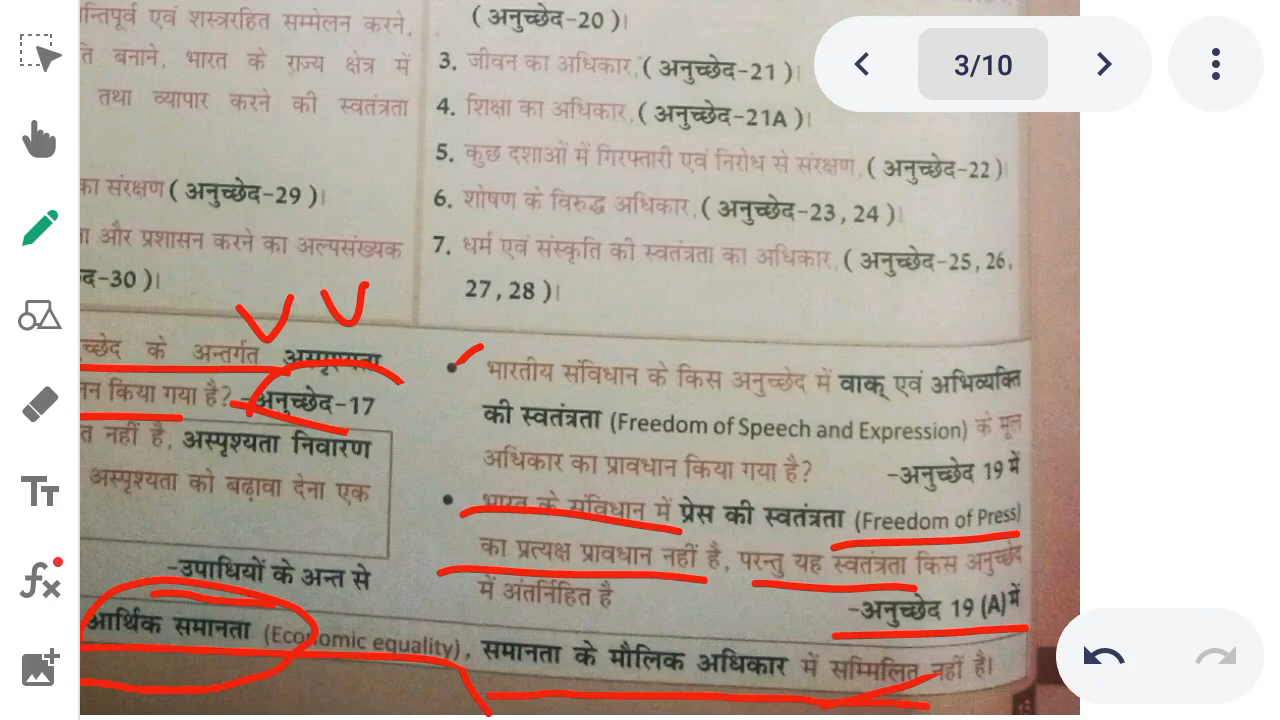 न्तिपूर्व एवं शस्त्ररहित सम्मेलन करने,
ते बनाने, भारत के राज्य क्षेत्र में
तथा व्यापार करने की स्वतंत्रता
का संरक्षण ( अनुच्छेद-29 )।
ा और प्रशासन करने का अल्पसंख्यक
द-30 )।
( अनुच्छेद-20 )।
3. जीवन का अधिकार, ( अनुच्छेद-21 )।
4. शिक्षा का अधिकार, ( अनुच्छेद-21A )।
5. कुछ दशाओं में गिरफ्तारी एवं निरोध से संरक्षण, ( अनुच्छेद-22 )।
6. शोषण के विरुद्ध अधिकार, ( अनुच्छेद-23, 24 )।
7. धर्म एवं संस्कृति की स्वतंत्रता का अधिकार, ( अनुच्छेद-25, 26,
27, 28 )।
च्छेद के अन्तर्गत अस्पृश्यता
न किया गया है? -अनुच्छेद-17
त नहीं है, अस्पृश्यता निवारण
अस्पृश्यता को बढ़ावा देना एक
-उपाधियों के अन्त से
• भारतीय संविधान के किस अनुच्छेद में वाक् एवं अभिव्यक्ति
की स्वतंत्रता (Freedom of Speech and Expression) के मूल
अधिकार का प्रावधान किया गया है? -अनुच्छेद 19 में
• भारत के संविधान में प्रेस की स्वतंत्रता (Freedom of Press)
का प्रत्यक्ष प्रावधान नहीं है, परन्तु यह स्वतंत्रता किस अनुच्छेद
में अंतर्निहित है -अनुच्छेद 19 (A) में
आर्थिक समानता (Economic equality), समानता के मौलिक अधिकार में सम्मिलित नहीं है।
3/10
Tт
fx